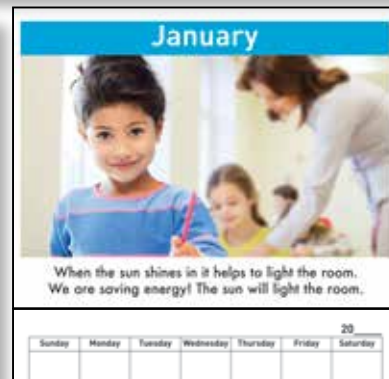 January
When the sun shines in it helps to light the room.
We are saving energy! The sun will light the room.
20____
Sunday Monday Tuesday Wednesday Thursday Friday Saturday